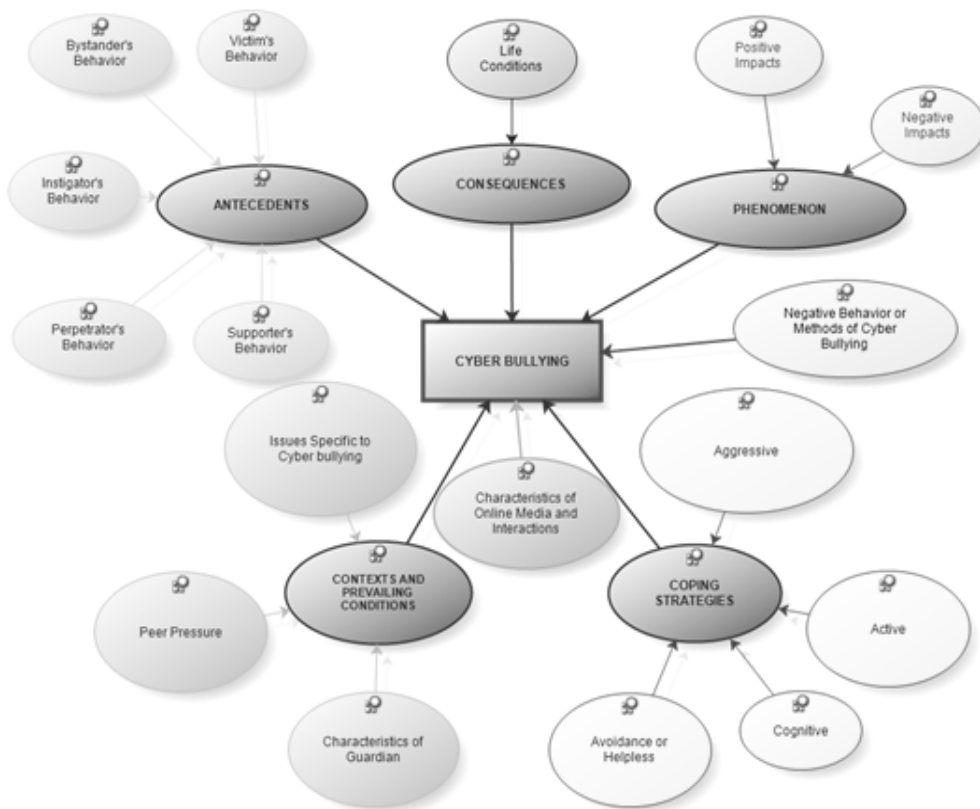 Bystander's
Behavior
Victim's
Behavior
Life
Conditions
Positive
Impacts
Negative
Impacts
Instigator's
Behavior
ANTECEDENTS
CONSEQUENCES
PHENOMENON
Perpetrator's
Behavior
Supporter's
Behavior
CYBER BULLYING
Negative Behavior or
Methods of Cyber
Bullying
Issues Specific to
Cyber bullying
Characteristics of
Online Media and
Interactions
Aggressive
CONTEXTS AND
PREVAILING
CONDITIONS
COPING
STRATEGIES
Peer Pressure
Active
Characteristics of
Guardian
Avoidance or
Helpless
Cognitive